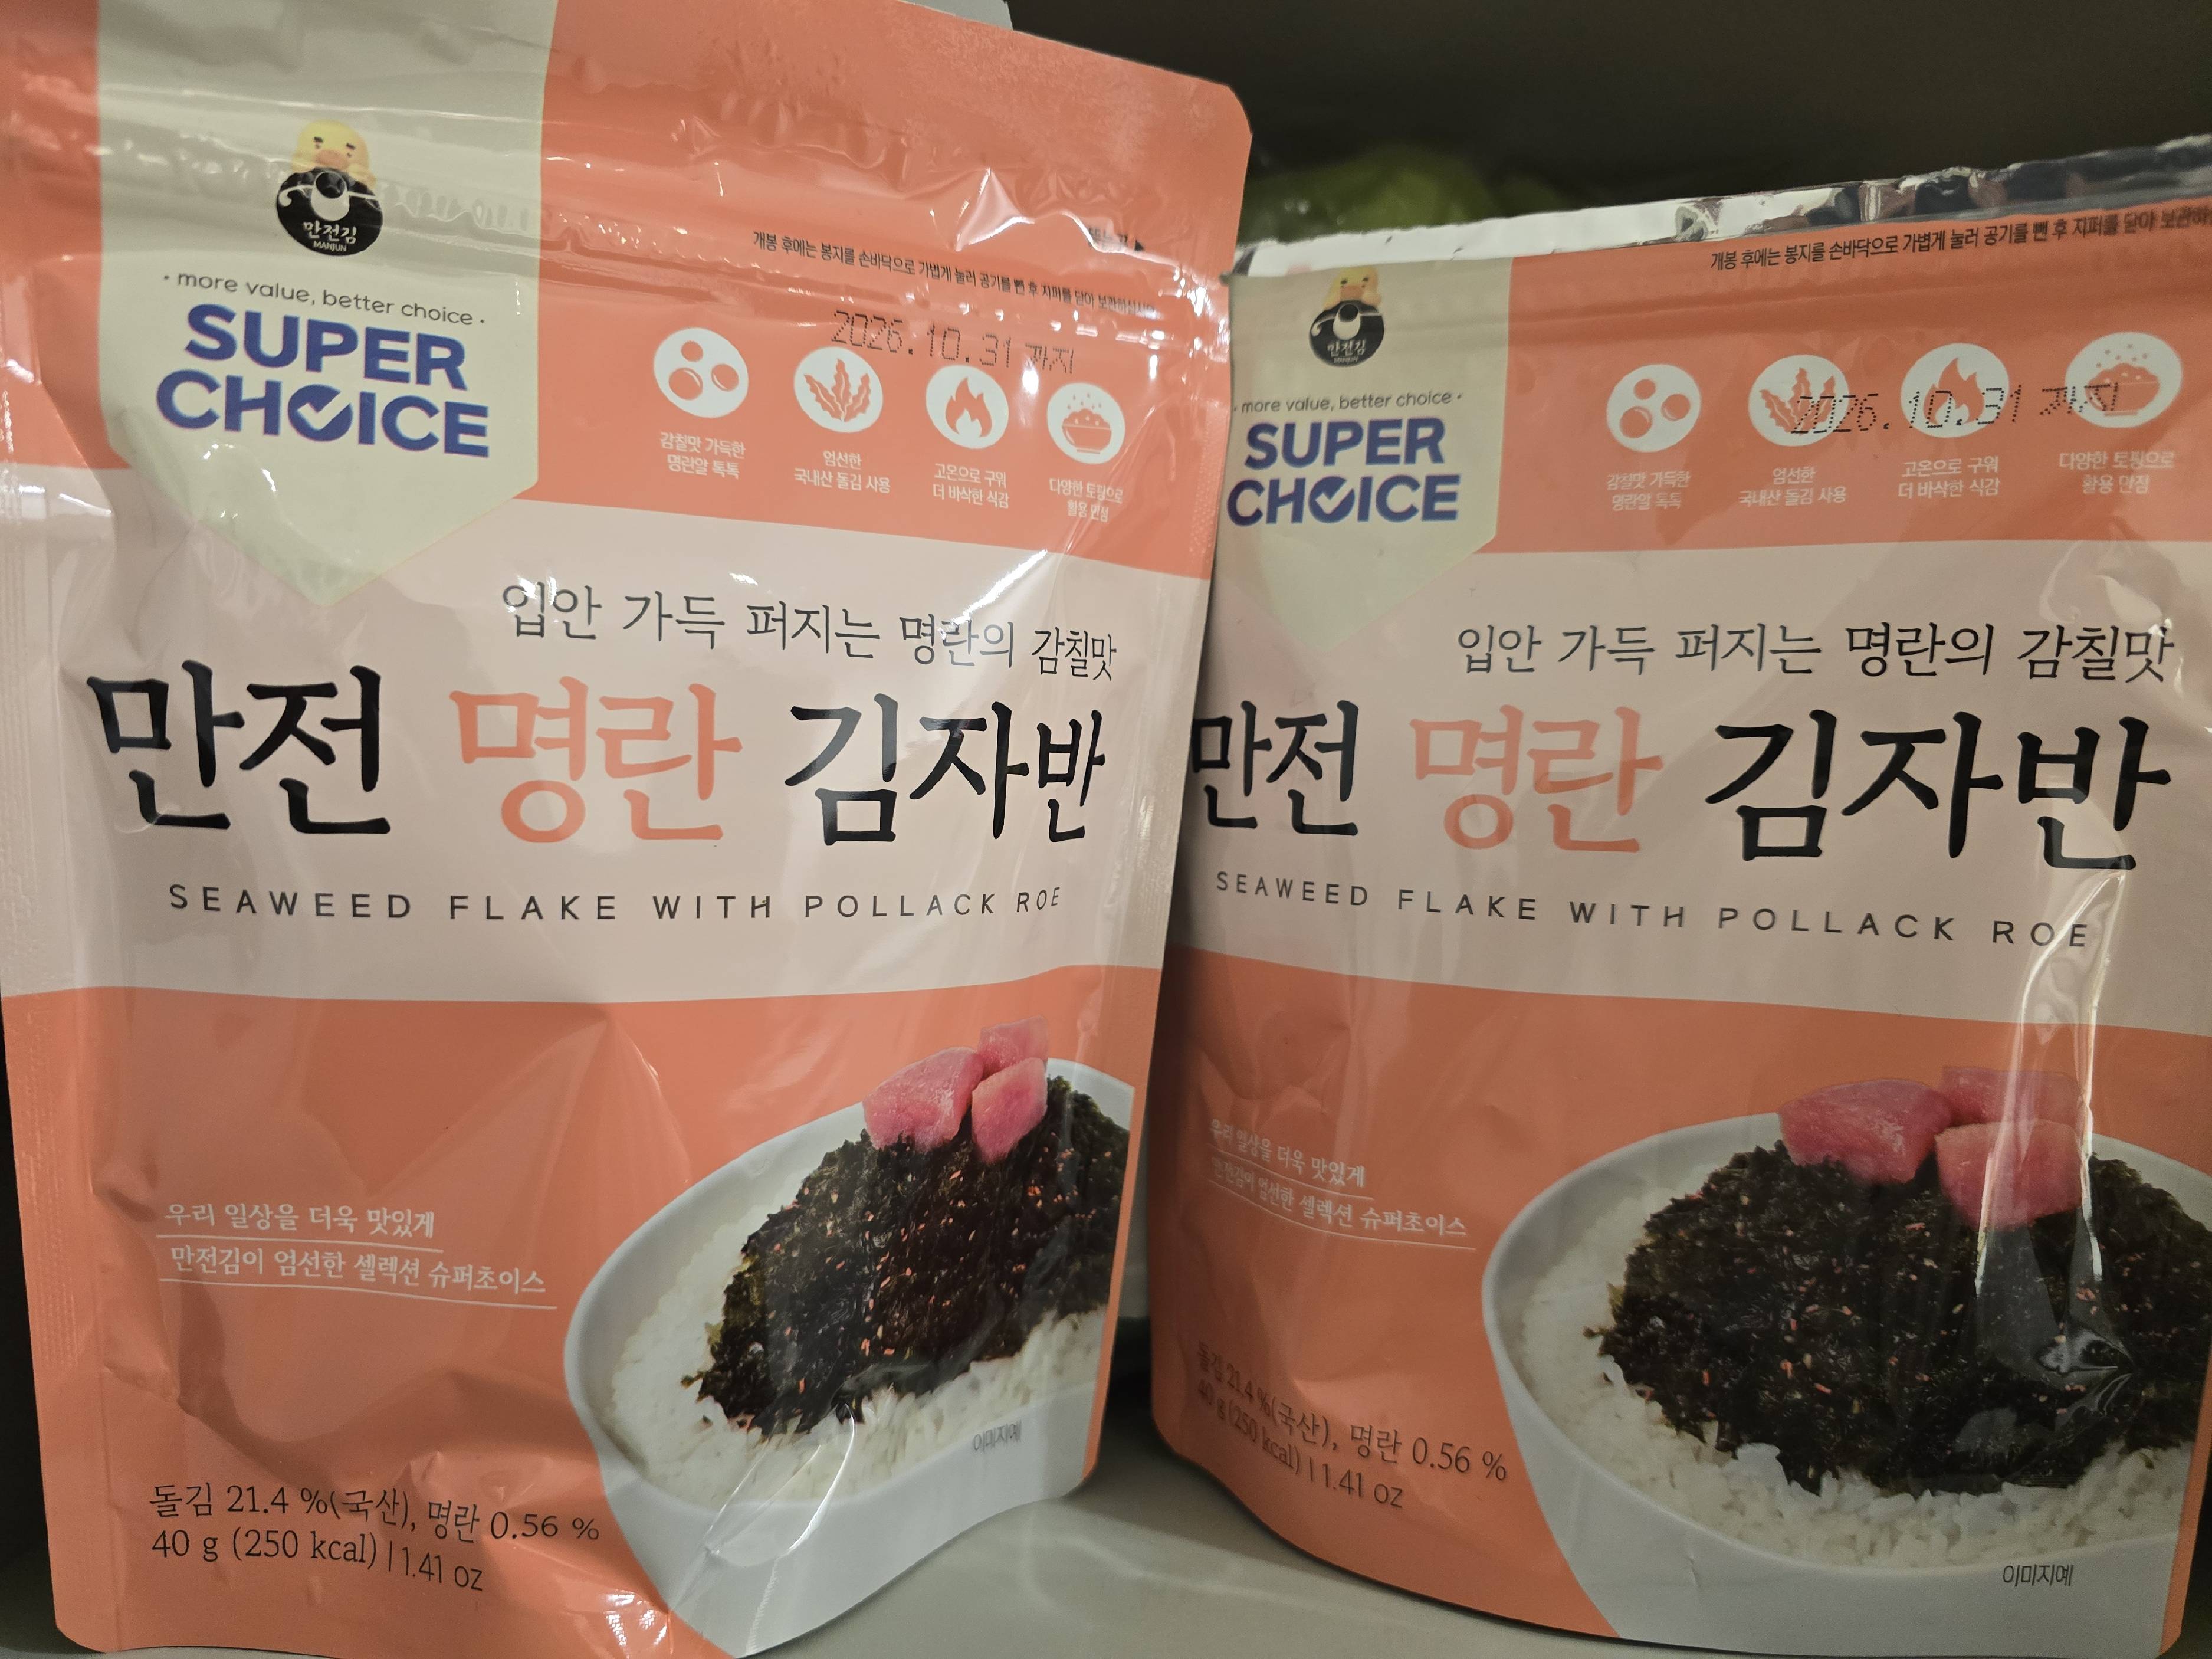 만전김
MANJUN
· more value, better choice ·
SUPER
CHOICE
개봉 후에는 봉지를 손바닥으로 가볍게 눌러 공기를 뺀 후 지퍼를 닫아 보관하십시오
2026.10.31 까지
감칠맛 가득한
명란알 톡톡
엄선한
국내산 돌김 사용
고온으로 구워
더 바삭한 식감
다양한 토핑으로
활용 만점
입안 가득 퍼지는 명란의 감칠맛
만전 명란 김자반
SEAWEED FLAKE WITH POLLACK ROE
우리 일상을 더욱 맛있게
만전김이 엄선한 셀렉션 슈퍼초이스
이미지예
돌김 21.4 %(국산), 명란 0.56 %
40 g (250 kcal) | 1.41 oz
개봉 후에는 봉지를 손바닥으로 가볍게 눌러 공기를 뺀 후 지퍼를 닫아
만전김
· more value, better choice ·
SUPER
CHOICE
2026.10.31 까지
감칠맛 가득한
명란알 톡톡
엄선한
국내산 돌김 사용
고온으로 구워
더 바삭한 식감
다양한 토핑으로
활용 만점
입안 가득 퍼지는 명란의 감칠맛
만전 명란 김자반
SEAWEED FLAKE WITH POLLACK ROE
우리 일상을 더욱 맛있게
만전김이 엄선한 셀렉션 슈퍼초이스
돌김 21.4 %(국산), 명란 0.56 %
40 g (250 kcal) | 1.41 oz
이미지예